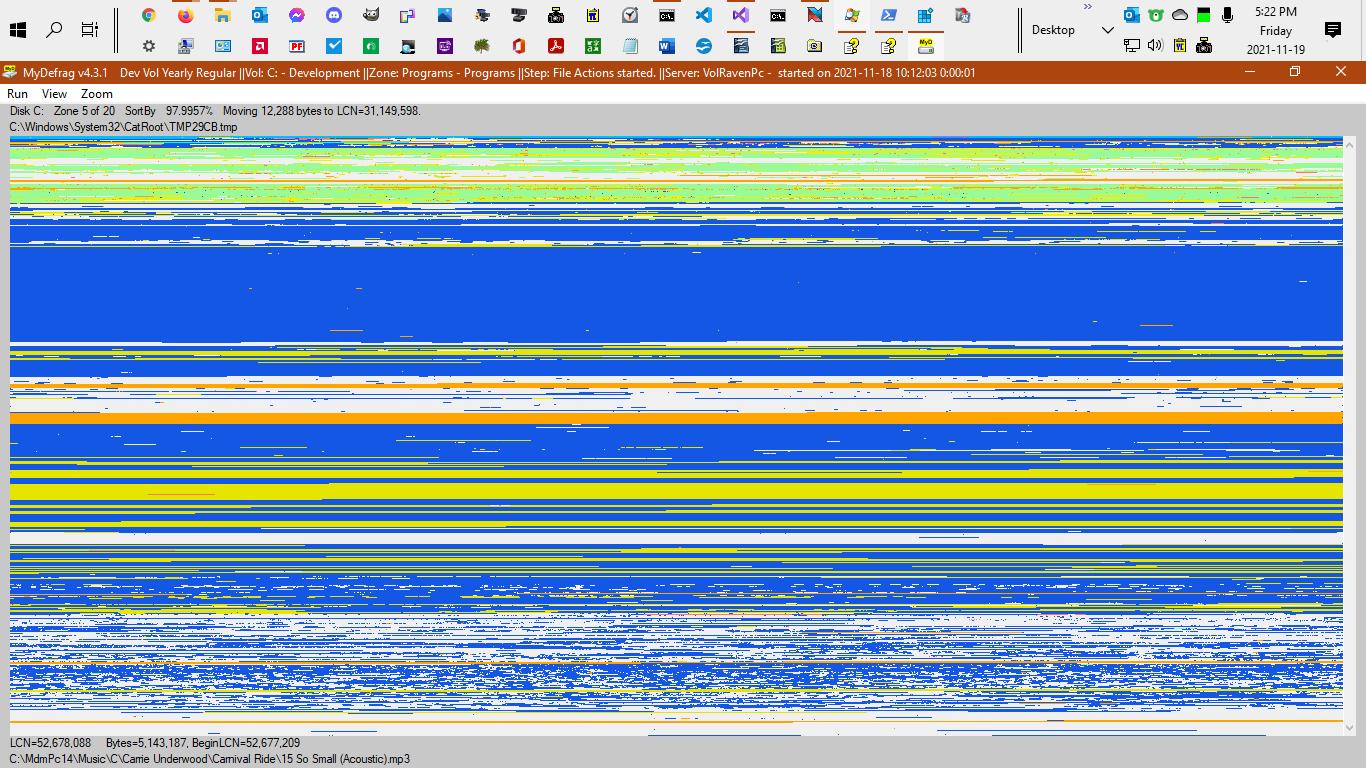 5:22 PM
Desktop
Friday
2021-11-19
MyDefrag v4.3.1 Dev Vol Yearly Regular ||Vol: C: - Development ||Zone: Programs - Programs ||Step: File Actions started. ||Server: VolRavenPc - started on 2021-11-18 10:12:03 0:00:01
Run View Zoom
Disk C: Zone 5 of 20 SortBy 97.9957% Moving 12,288 bytes to LCN=31,149,598.
C:\Windows\System32\CatRoot\TMP29CB.tmp
LCN=52,678,088 Bytes=5,143,187, BeginLCN=52,677,209
C:\MdmPc14\Music\C\Carrie Underwood\Carnival Ride\15 So Small (Acoustic).mp3